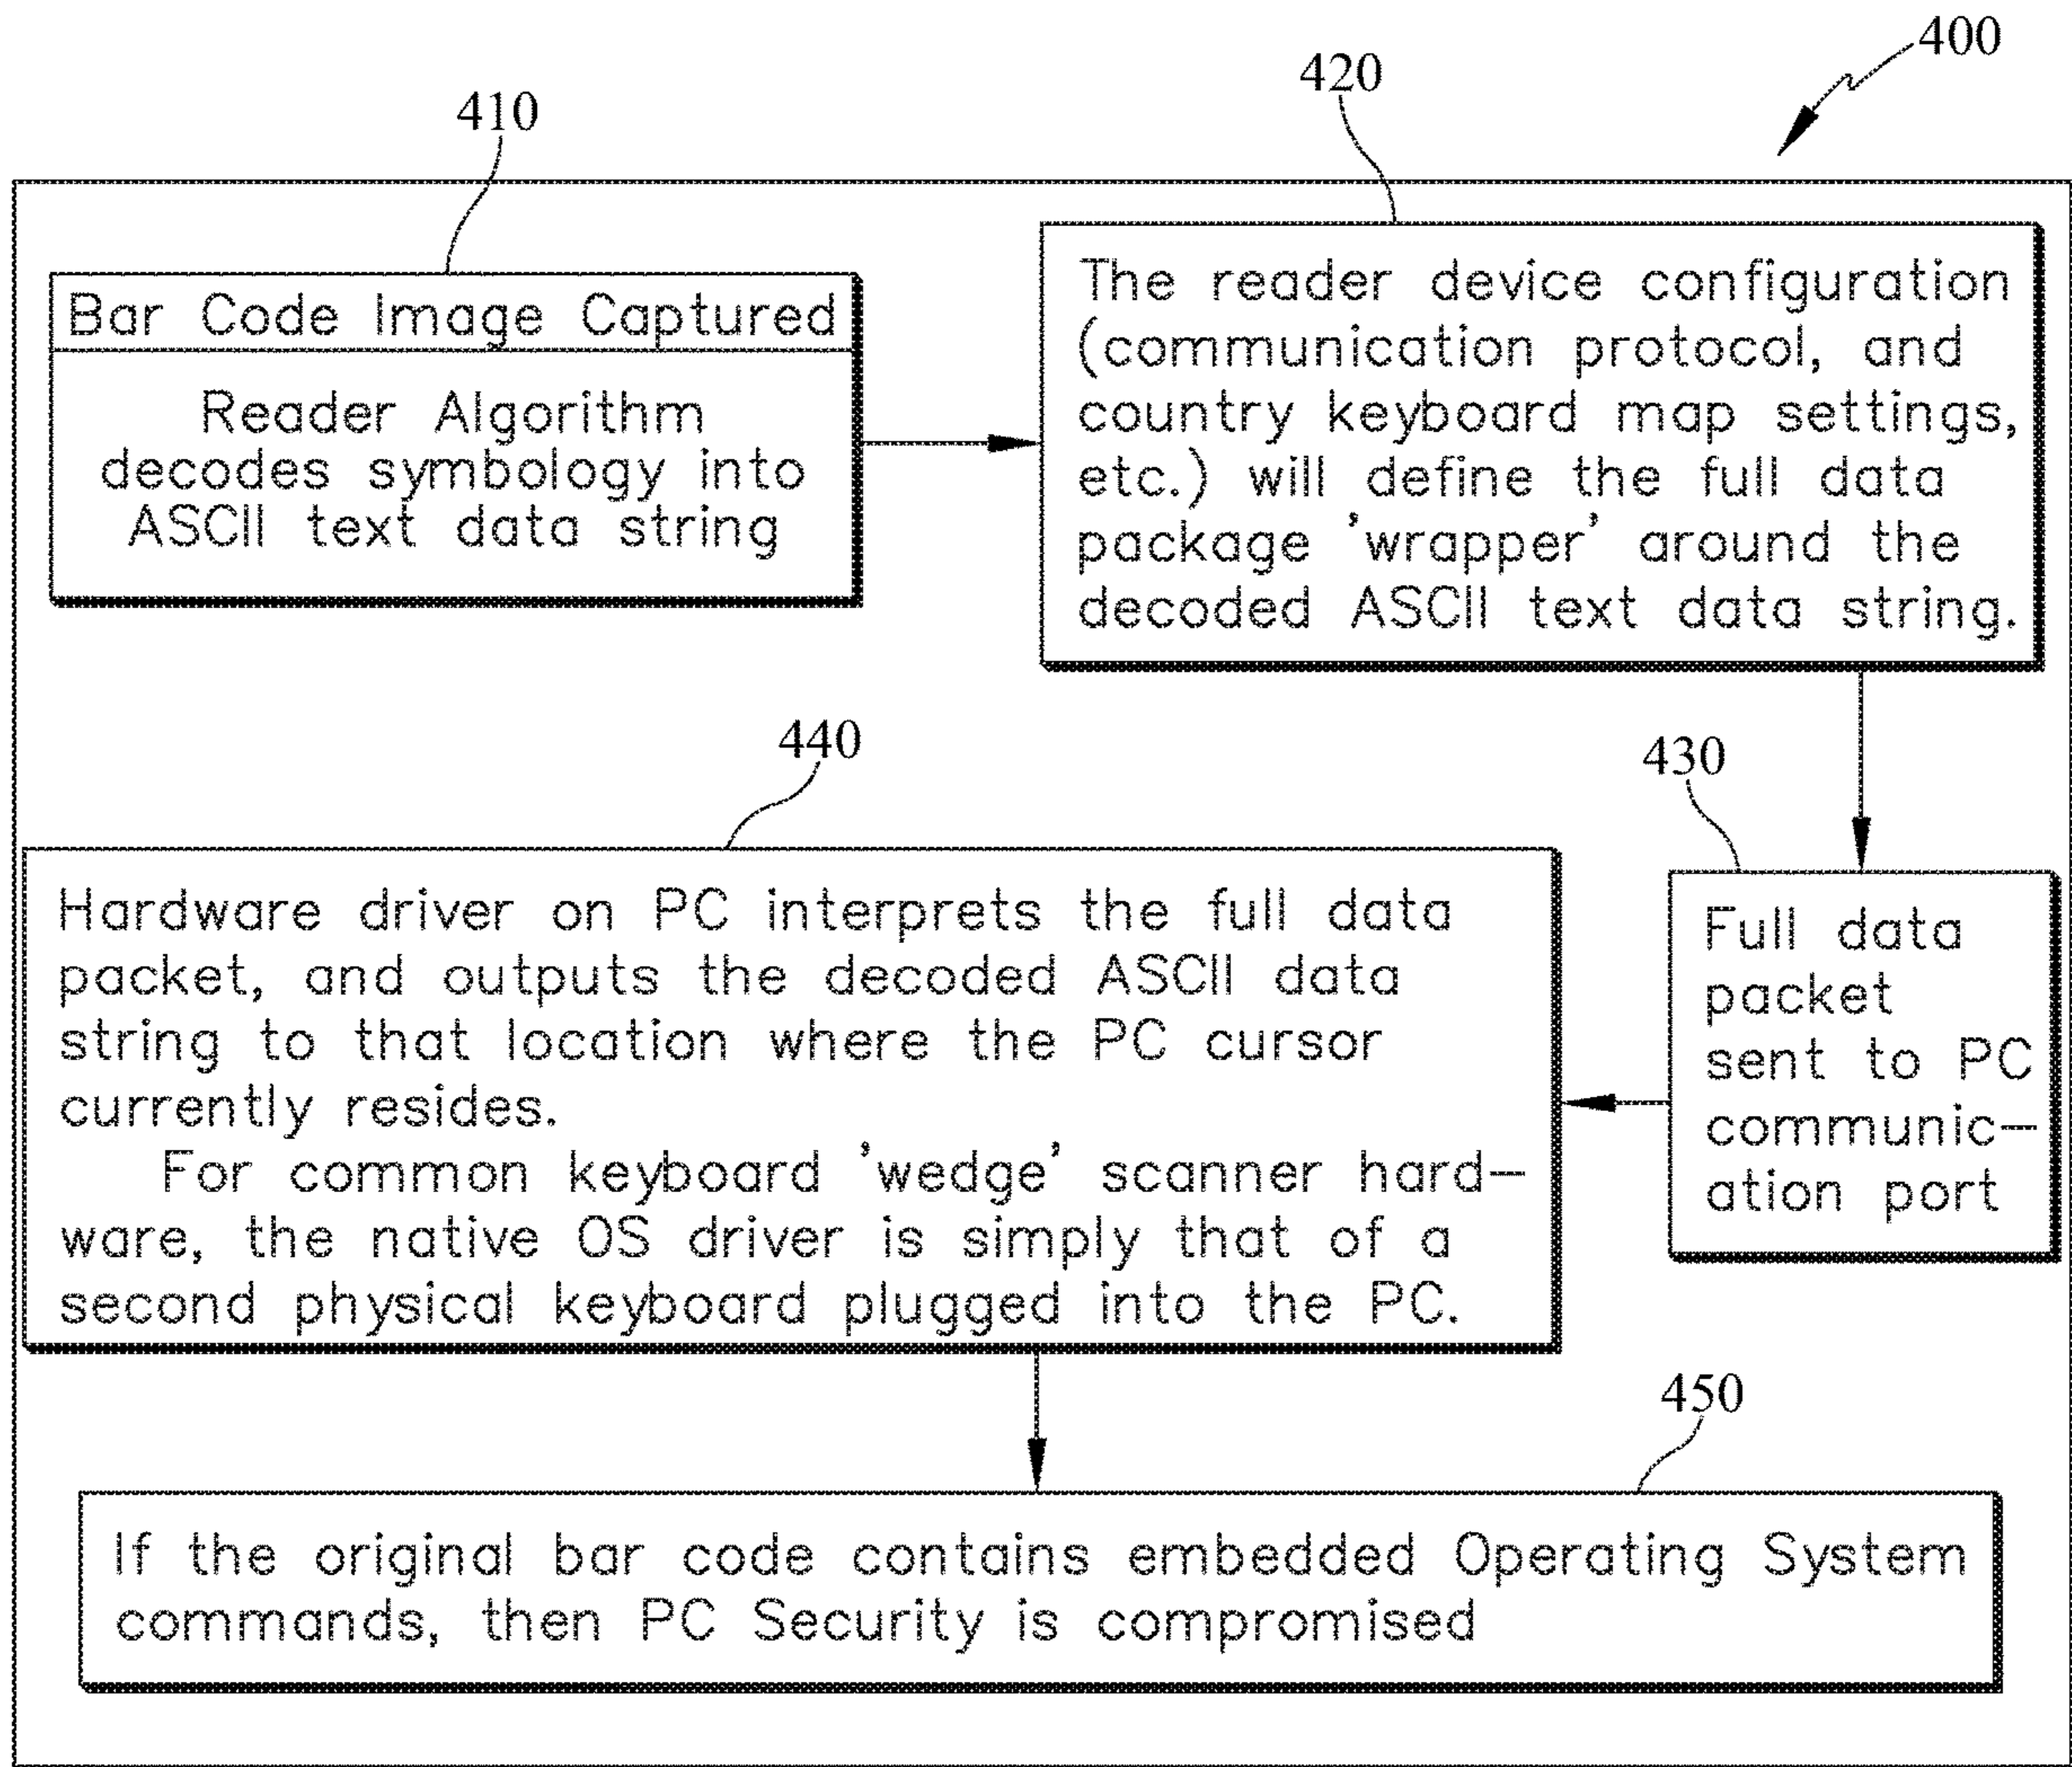 400
410
420
Bar Code Image Captured
Reader Algorithm
decodes symbology into
ASCII text data string
The reader device configuration
(communication protocol, and
country keyboard map settings,
etc.) will define the full data
package 'wrapper' around the
decoded ASCII text data string.
430
Full data
packet
sent to PC
communic-
ation port
440
Hardware driver on PC interprets the full data
packet, and outputs the decoded ASCII data
string to that location where the PC cursor
currently resides.
For common keyboard 'wedge' scanner hard-
ware, the native OS driver is simply that of a
second physical keyboard plugged into the PC.
450
If the original bar code contains embedded Operating System
commands, then PC Security is compromised